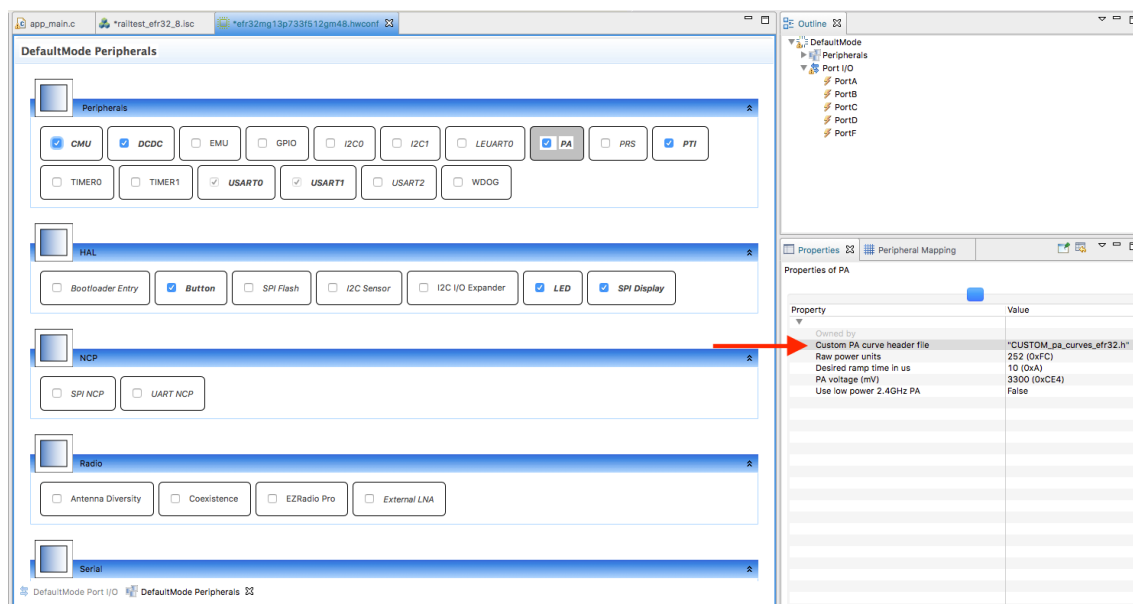 app_main.c
*railtest_efr32_8.isc
*efr32mg13p733f512gm48.hwconf
DefaultMode Peripherals
Peripherals
CMU DCDC EMU GPIO I2C0 I2C1 LEUART0 PA PRS PTI
TIMER0 TIMER1 USART0 USART1 USART2 WDOG
HAL
Bootloader Entry Button SPI Flash I2C Sensor I2C I/O Expander LED SPI Display
NCP
SPI NCP UART NCP
Radio
Antenna Diversity Coexistence EZRadio Pro External LNA
Serial
DefaultMode Port I/O DefaultMode Peripherals
Outline
DefaultMode
Peripherals
Port I/O
PortA
PortB
PortC
PortD
PortF
Properties Peripheral Mapping
Properties of PA
Property Value
Owned by
Custom PA curve header file "CUSTOM_pa_curves_efr32.h"
Raw power units 252 (0xFC)
Desired ramp time in us 10 (0xA)
PA voltage (mV) 3300 (0xCE4)
Use low power 2.4GHz PA False